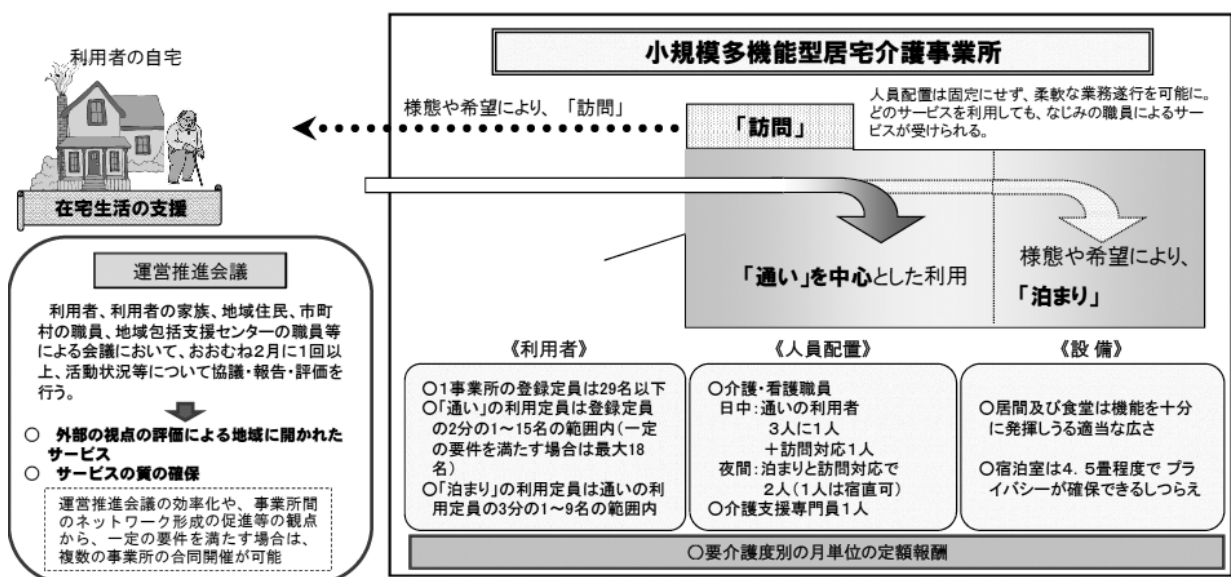 利用者の自宅
在宅生活の支援
小規模多機能型居宅介護事業所
様態や希望により、「訪問」
「訪問」
人員配置は固定にせず、柔軟な業務遂行を可能に。
どのサービスを利用しても、なじみの職員によるサー
ビスが受けられる。
「通い」を中心とした利用
様態や希望により、
「泊まり」
運営推進会議
利用者、利用者の家族、地域住民、市町
村の職員、地域包括支援センターの職員等
による会議において、おおむね2月に1回以
上、活動状況等について協議・報告・評価を
行う。
○ 外部の視点の評価による地域に開かれた
サービス
○ サービスの質の確保
運営推進会議の効率化や、事業所間
のネットワーク形成の促進等の観点
から、一定の要件を満たす場合は、
複数の事業所の合同開催が可能
《利用者》
○1事業所の登録定員は29名以下
○「通い」の利用定員は登録定員
の2分の1~15名の範囲内(一定
の要件を満たす場合は最大18
名)
○「泊まり」の利用定員は通いの利
用定員の3分の1~9名の範囲内
《人員配置》
○介護・看護職員
日中:通いの利用者
3人に1人
+訪問対応1人
夜間:泊まりと訪問対応で
2人(1人は宿直可)
○介護支援専門員1人
《設 備》
○居間及び食堂は機能を十分
に発揮しうる適当な広さ
○宿泊室は4.5畳程度で プラ
イバシーが確保できるしつらえ
○要介護度別の月単位の定額報酬